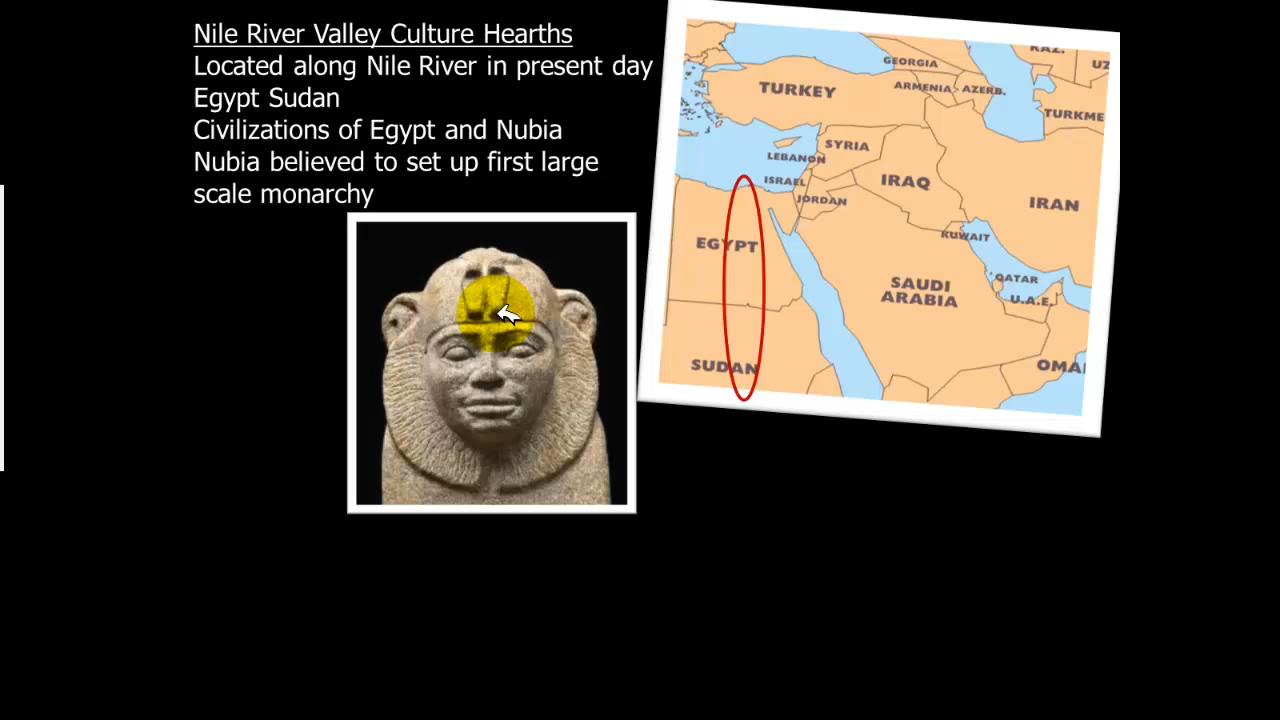 Nile River Valley Culture Hearths
Located along Nile River in present day
Egypt Sudan
Civilizations of Egypt and Nubia
Nubia believed to set up first large
scale monarchy
KAZ.
GEORGIA
UZ
TURKEY
ARMENIA
AZERB.
TURKME
SYRIA
LEBANON
ISRAEL
IRAQ
JORDAN
IRAN
KUWAIT
EGYPT
QATAR
SAUDI
ARABIA
U.A.E.
SUDAN
OMA